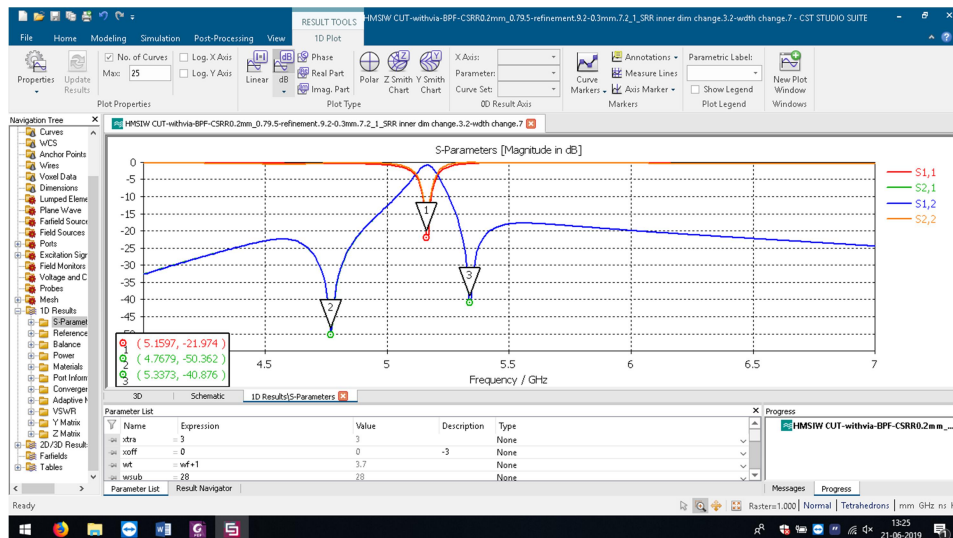 RESULT TOOLS
HMSIW CUT-withvia-BPF-CSRR0.2mm_0.79.5-refinement.9.2-0.3mm.7.2_1_SRR inner dim change.3.2-wdth change.7 - CST STUDIO SUITE
File Home Modeling Simulation Post-Processing View 1D Plot
Properties
Update Results
No. of Curves
Max: 25
Log. X Axis
Log. Y Axis
Plot Properties
Linear
dB
Phase
Real Part
Imag. Part
Polar
Z Smith Chart
Y Smith Chart
Plot Type
X Axis:
Parameter:
Curve Set:
0D Result Axis
Curve Markers
Annotations
Measure Lines
Axis Marker
Markers
Parametric Label:
Show Legend
Plot Legend
New Plot Window
Windows
Navigation Tree
Curves
WCS
Anchor Points
Wires
Voxel Data
Dimensions
Lumped Eleme
Plane Wave
Farfield Source
Field Sources
Ports
Excitation Sigr
Field Monitors
Voltage and C
Probes
Mesh
1D Results
S-Paramet
Reference
Balance
Power
Materials
Port Inforn
Converger
Adaptive M
VSWR
Y Matrix
Z Matrix
2D/3D Result:
Farfields
Tables
HMSIW CUT-withvia-BPF-CSRR0.2mm_0.79.5-refinement.9.2-0.3mm.7.2_1_SRR inner dim change.3.2-wdth change.7
S-Parameters [Magnitude in dB]
0
-5
-10
-15
-20
-25
-30
-35
-40
-45
1
2
3
S1,1
S2,1
S1,2
S2,2
1 ( 5.1597, -21.974 )
2 ( 4.7679, -50.362 )
3 ( 5.3373, -40.876 )
4.5 5 5.5 6 6.5 7
Frequency / GHz
3D Schematic 1D Results\S-Parameters
Parameter List
Name Expression Value Description Type
xtra = 3 3 None
xoff = 0 0 -3 None
wt = wf+1 3.7 None
wsub = 28 28 None
Parameter List Result Navigator
Progress
HMSIW CUT-withvia-BPF-CSRR0.2mm_...
Messages Progress
Ready
Raster=1.000 Normal Tetrahedrons mm GHz ns
13:25
21-06-2019